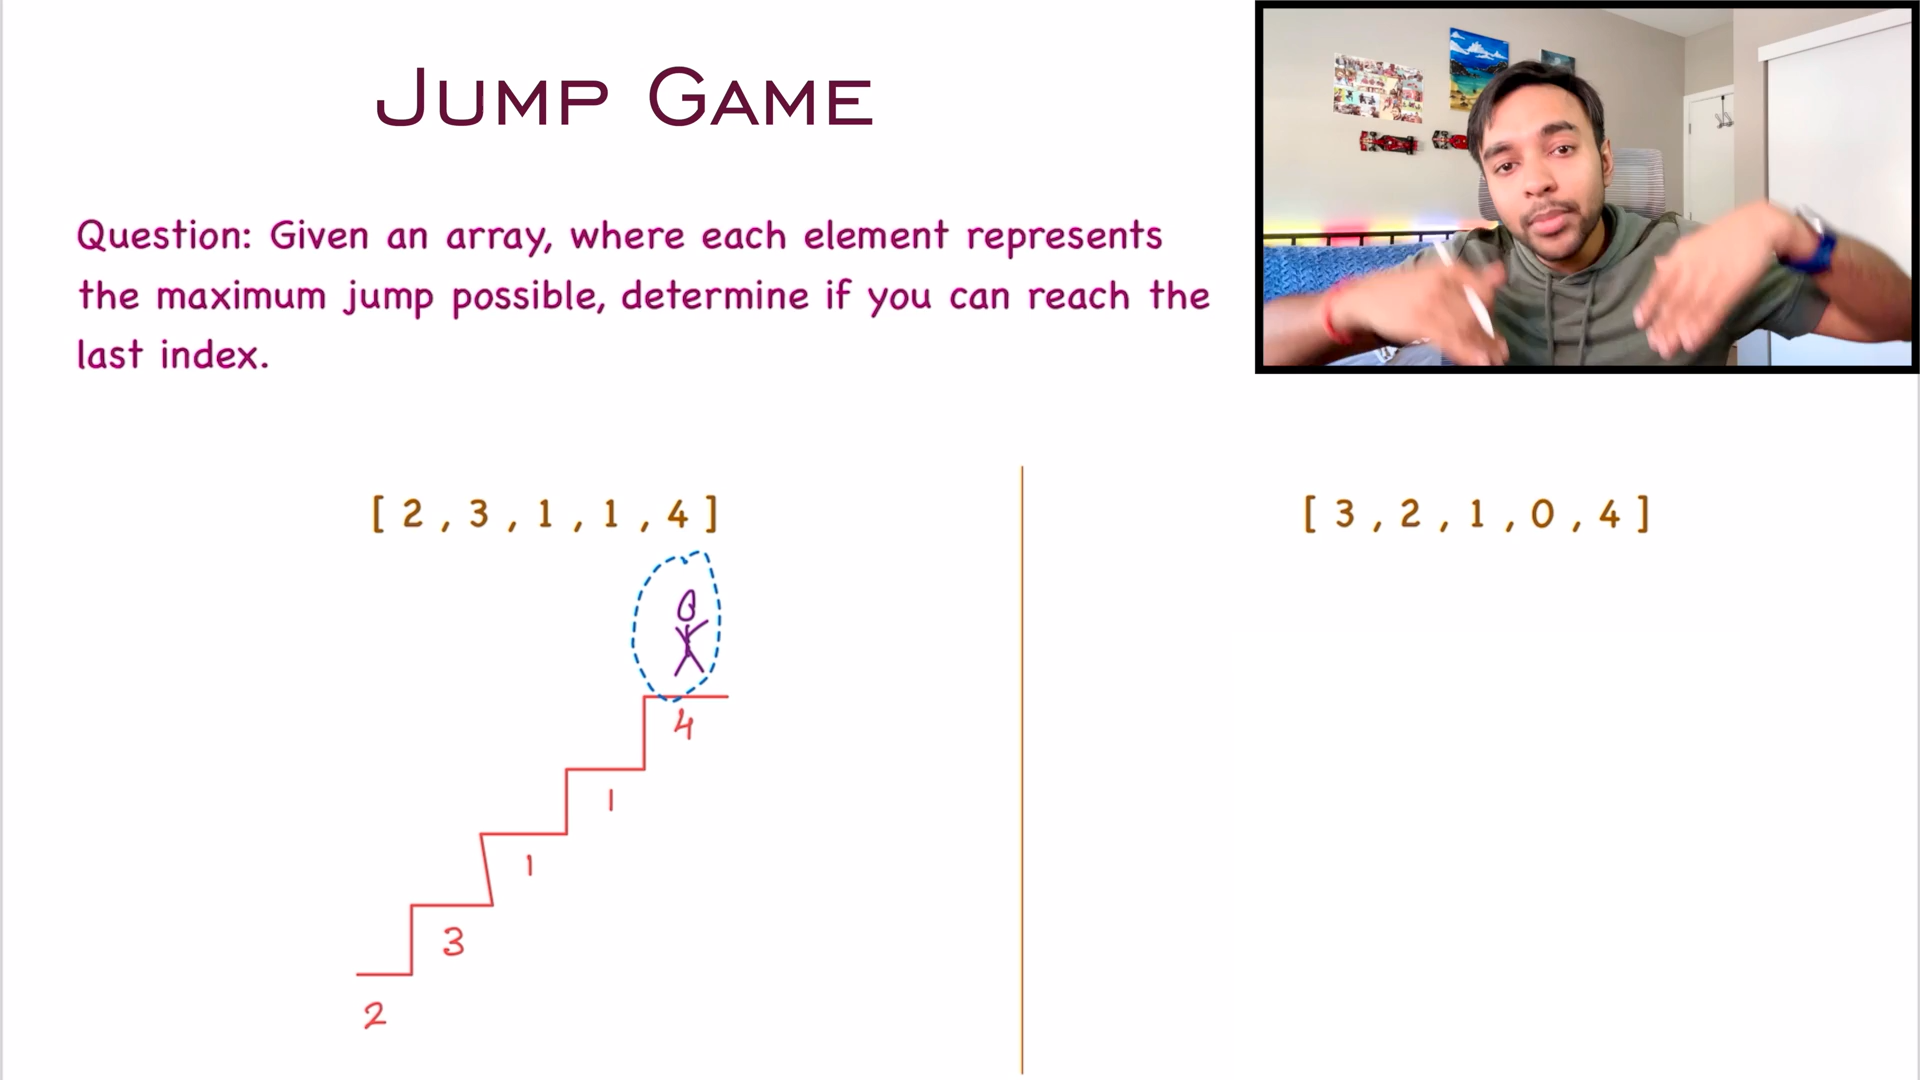 JUMP GAME
Question: Given an array, where each element represents
the maximum jump possible, determine if you can reach the
last index.
[ 2 , 3 , 1 , 1 , 4 ]
[ 3 , 2 , 1 , 0 , 4 ]
4
1
1
3
2